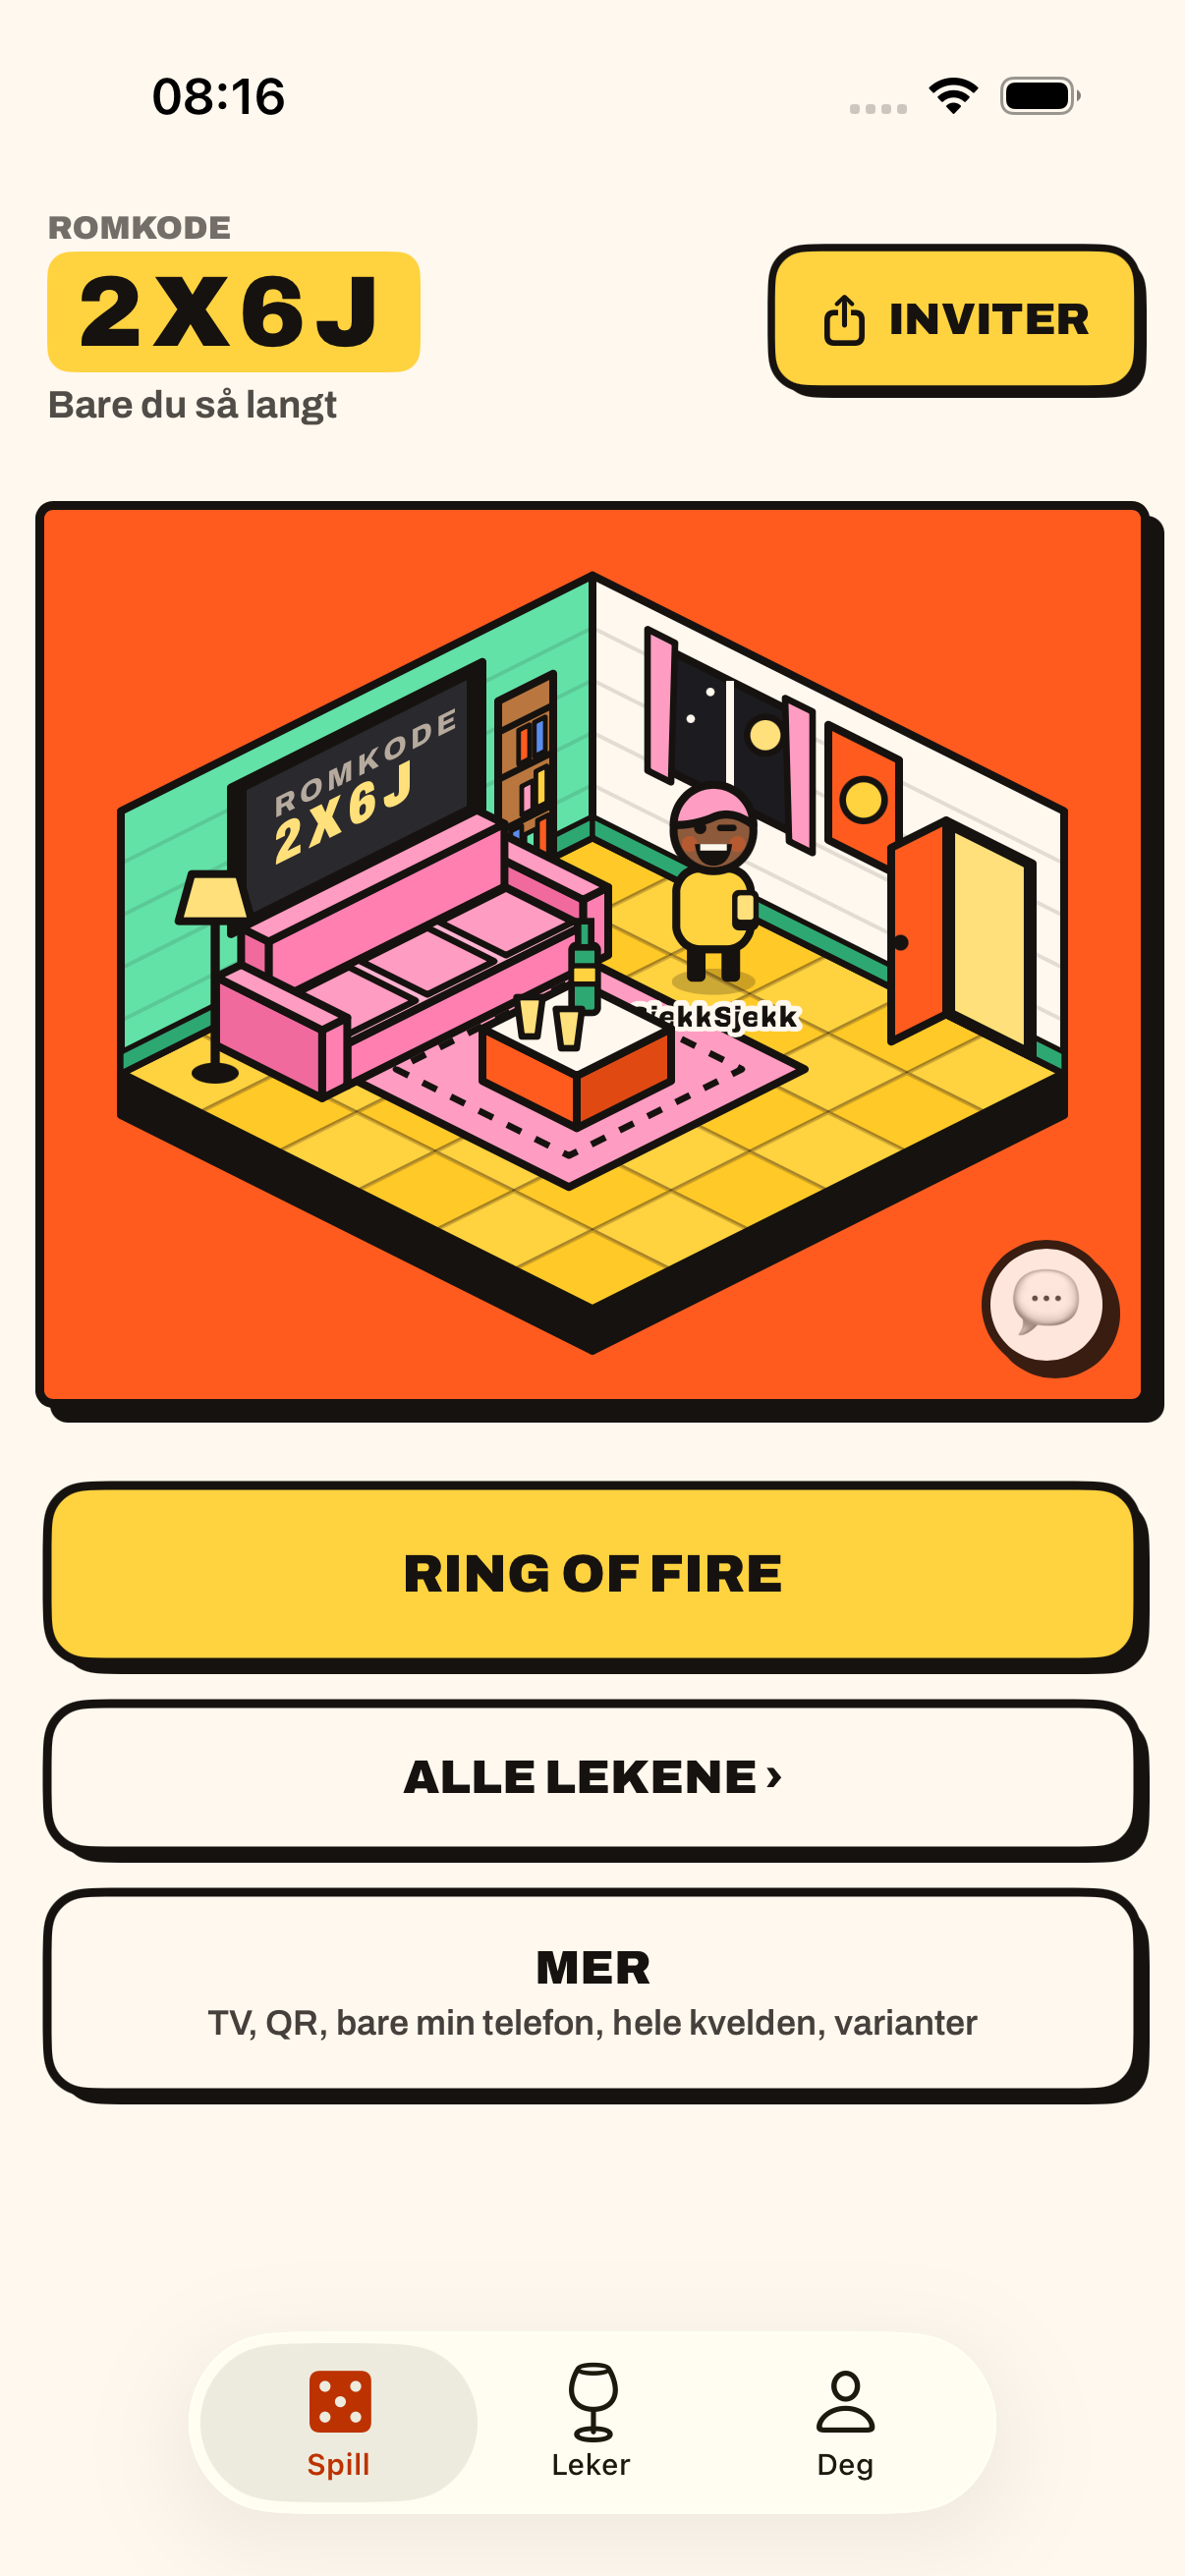 08:16
ROMKODE
2X6J
Bare du så langt
INVITER
ROMKODE
2X6J
RING OF FIRE
ALLE LEKENE ›
MER
TV, QR, bare min telefon, hele kvelden, varianter
Spill
Leker
Deg